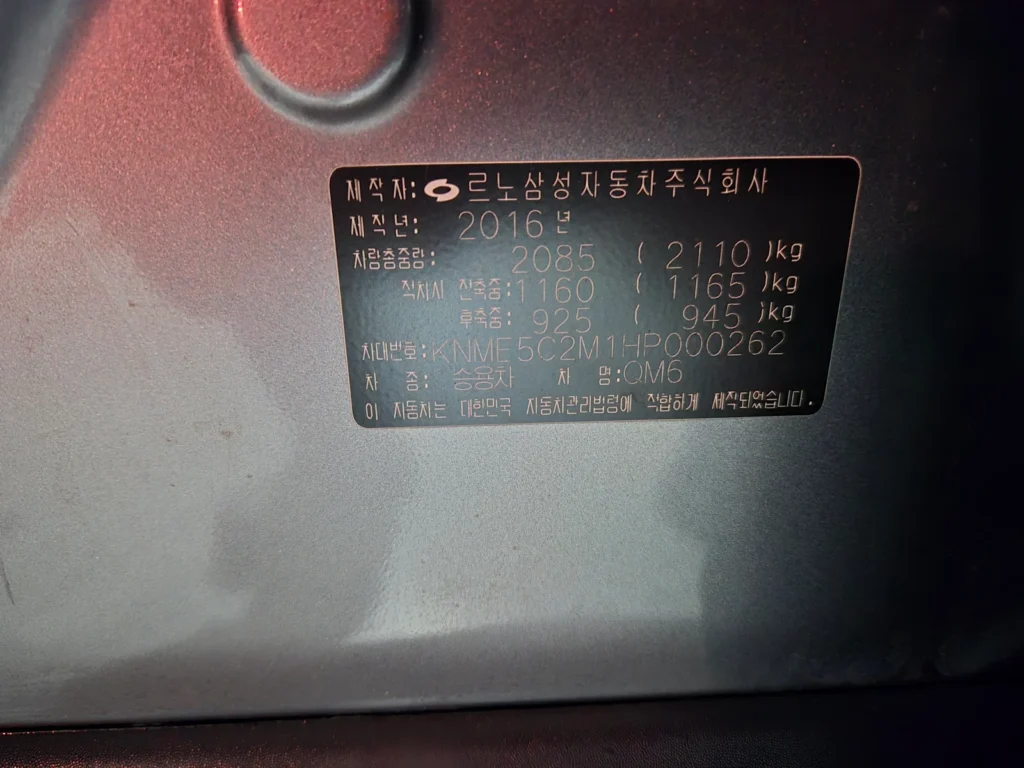 제작자: 르노삼성자동차주식회사
제작년: 2016 년
차량총중량: 2085 ( 2110 )kg
적차시 전축중: 1160 ( 1165 )kg
후축중: 925 ( 945 )kg
차대번호: KNME5C2M1HP000262
차 종: 승용차 차 명: QM6
이 자동차는 대한민국 자동차관리법령에 적합하게 제작되었습니다.